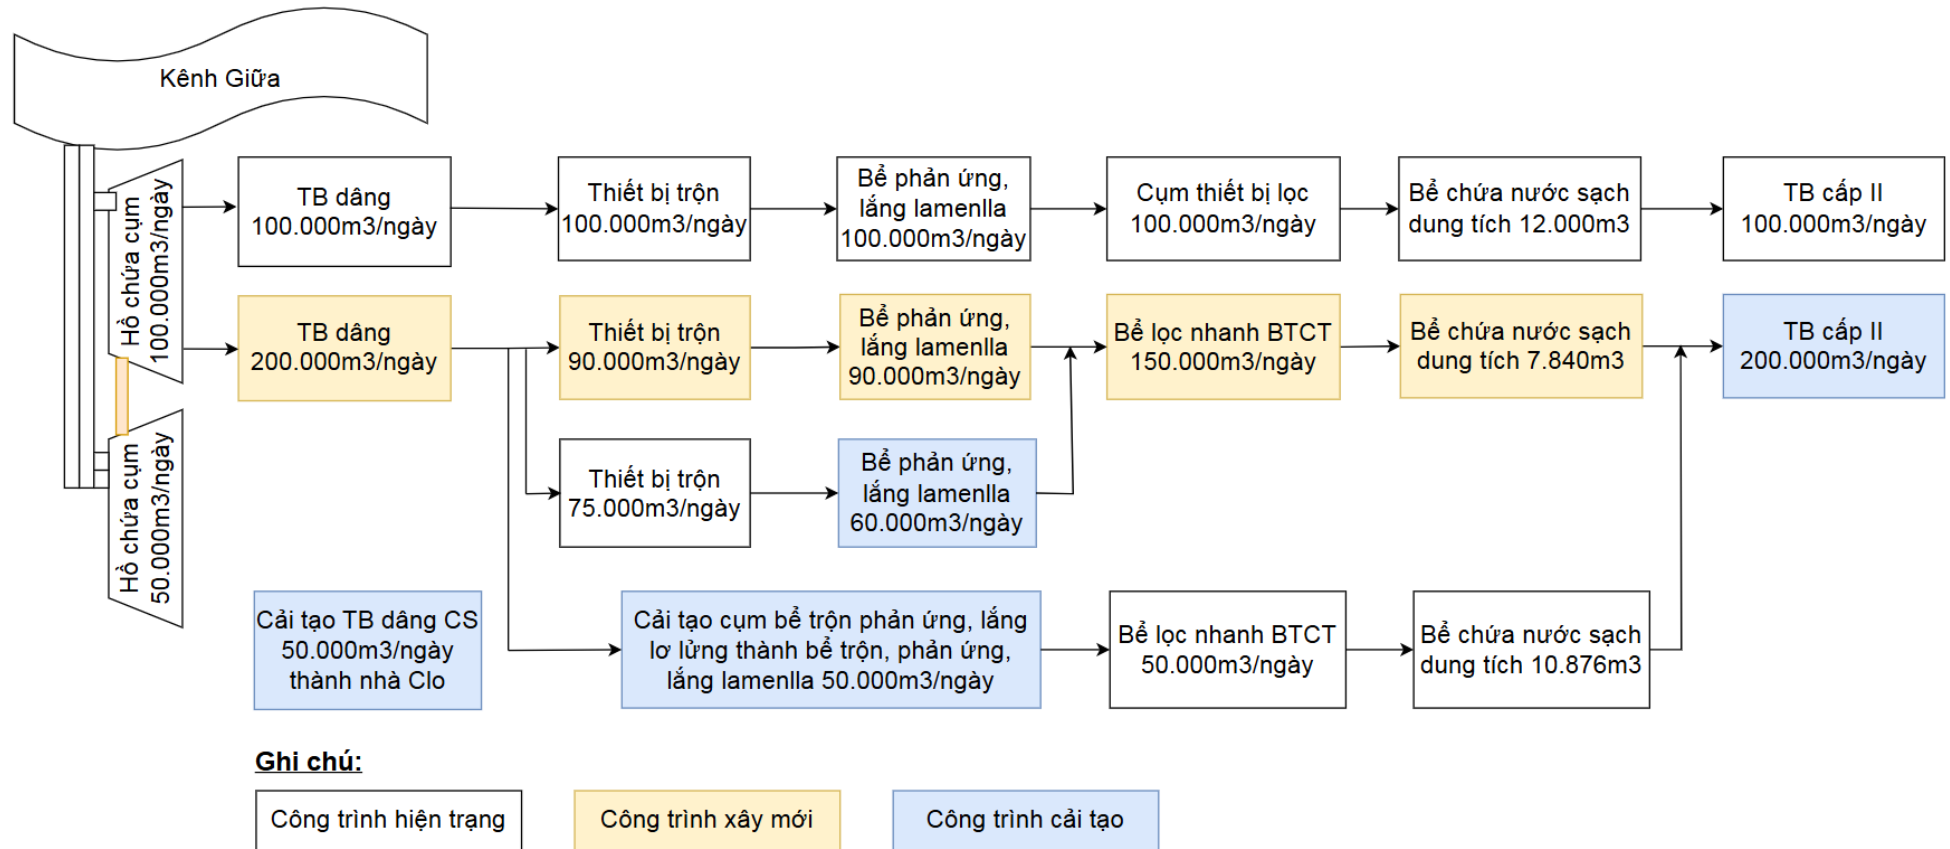 Kênh Giữa
Hồ chứa cụm
100.000m3/ngày
Hồ chứa cụm
50.000m3/ngày
TB dâng
100.000m3/ngày
Thiết bị trộn
100.000m3/ngày
Bể phản ứng,
lắng lamenlla
100.000m3/ngày
Cụm thiết bị lọc
100.000m3/ngày
Bể chứa nước sạch
dung tích 12.000m3
TB cấp II
100.000m3/ngày
TB dâng
200.000m3/ngày
Thiết bị trộn
90.000m3/ngày
Bể phản ứng,
lắng lamenlla
90.000m3/ngày
Bể lọc nhanh BTCT
150.000m3/ngày
Bể chứa nước sạch
dung tích 7.840m3
TB cấp II
200.000m3/ngày
Thiết bị trộn
75.000m3/ngày
Bể phản ứng,
lắng lamenlla
60.000m3/ngày
Cải tạo TB dâng CS
50.000m3/ngày
thành nhà Clo
Cải tạo cụm bể trộn phản ứng, lắng
lơ lửng thành bể trộn, phản ứng,
lắng lamenlla 50.000m3/ngày
Bể lọc nhanh BTCT
50.000m3/ngày
Bể chứa nước sạch
dung tích 10.876m3
Ghi chú:
Công trình hiện trạng
Công trình xây mới
Công trình cải tạo